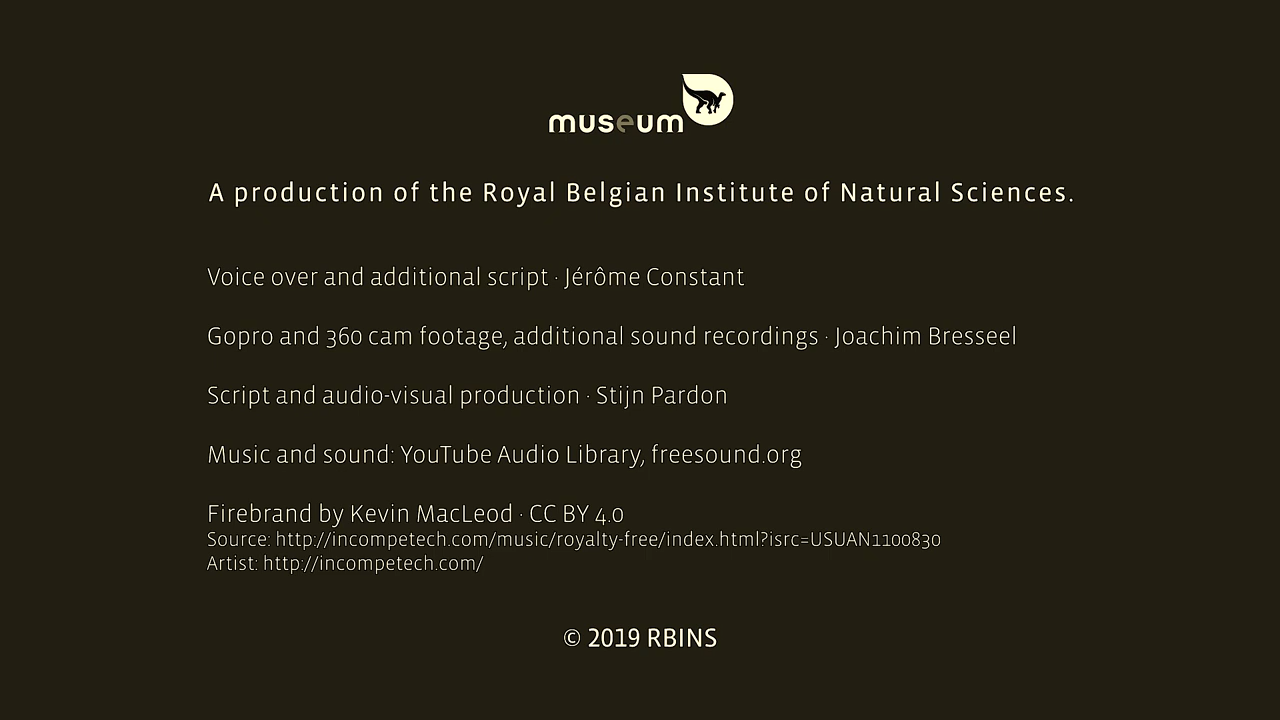 museum
A production of the Royal Belgian Institute of Natural Sciences.
Voice over and additional script · Jérôme Constant
Gopro and 360 cam footage, additional sound recordings · Joachim Bresseel
Script and audio-visual production · Stijn Pardon
Music and sound: YouTube Audio Library, freesound.org
Firebrand by Kevin MacLeod · CC BY 4.0
Source: http://incompetech.com/music/royalty-free/index.html?isrc=USUAN1100830
Artist: http://incompetech.com/
© 2019 RBINS